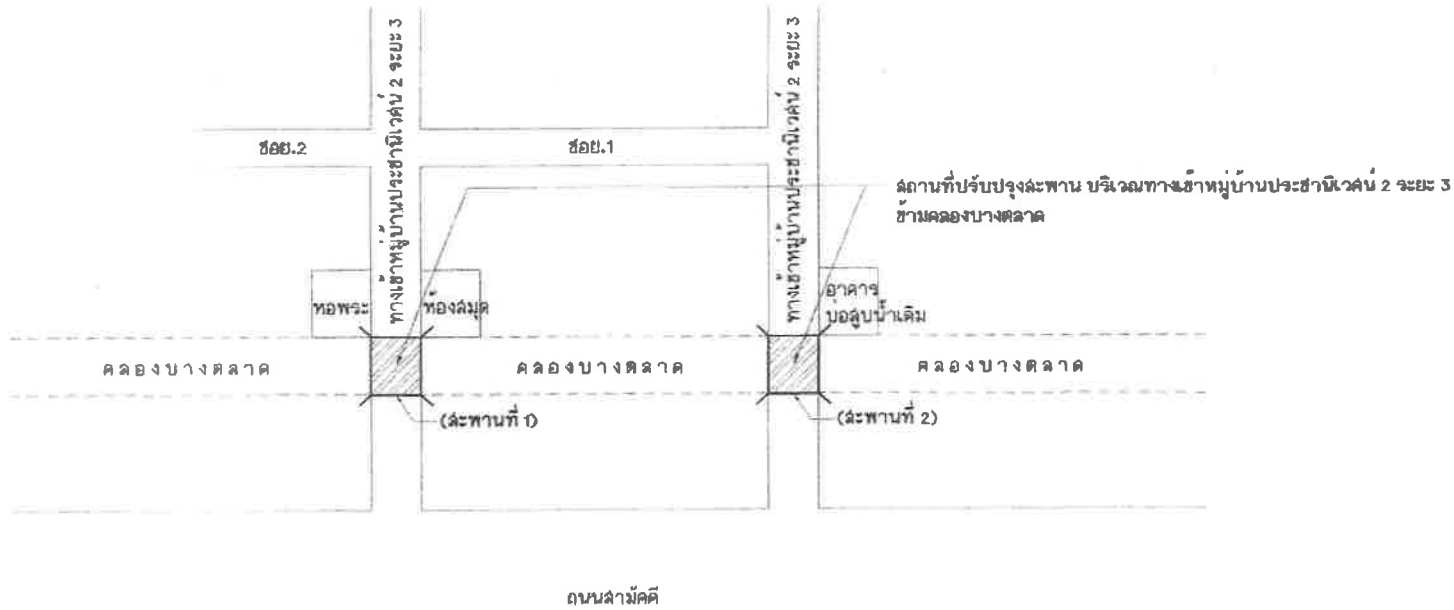 ทางเข้าหมู่บ้านประชานิเวศน์ 2 ระยะ 3
ทางเข้าหมู่บ้านประชานิเวศน์ 2 ระยะ 3
ซอย.2
ซอย.1
สถานที่ปรับปรุงสะพาน บริเวณทางเข้าหมู่บ้านประชานิเวศน์ 2 ระยะ 3
ข้ามคลองบางตลาด
หอพระ
ห้องสมุด
อาคาร
บ่อสูบน้ำเดิม
คลองบางตลาด
คลองบางตลาด
คลองบางตลาด
(สะพานที่ 1)
(สะพานที่ 2)
ถนนสามัคคี